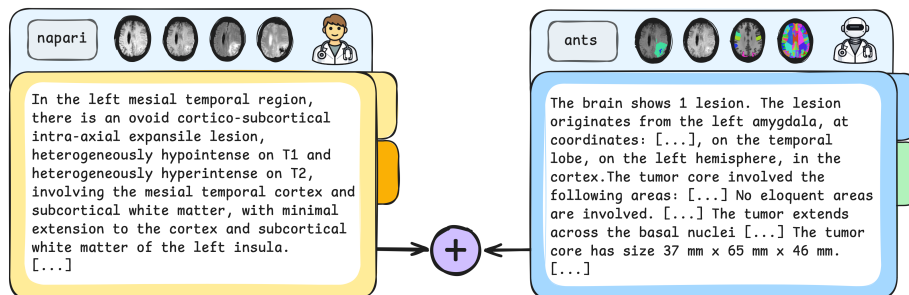 napari
In the left mesial temporal region,
there is an ovoid cortico-subcortical
intra-axial expansile lesion,
heterogeneously hypointense on T1 and
heterogeneously hyperintense on T2,
involving the mesial temporal cortex and
subcortical white matter, with minimal
extension to the cortex and subcortical
white matter of the left insula.
[...]
+
ants
The brain shows 1 lesion. The lesion
originates from the left amygdala, at
coordinates: [...], on the temporal
lobe, on the left hemisphere, in the
cortex.The tumor core involved the
following areas: [...] No eloquent areas
are involved. [...] The tumor extends
across the basal nuclei [...] The tumor
core has size 37 mm x 65 mm x 46 mm.
[...]